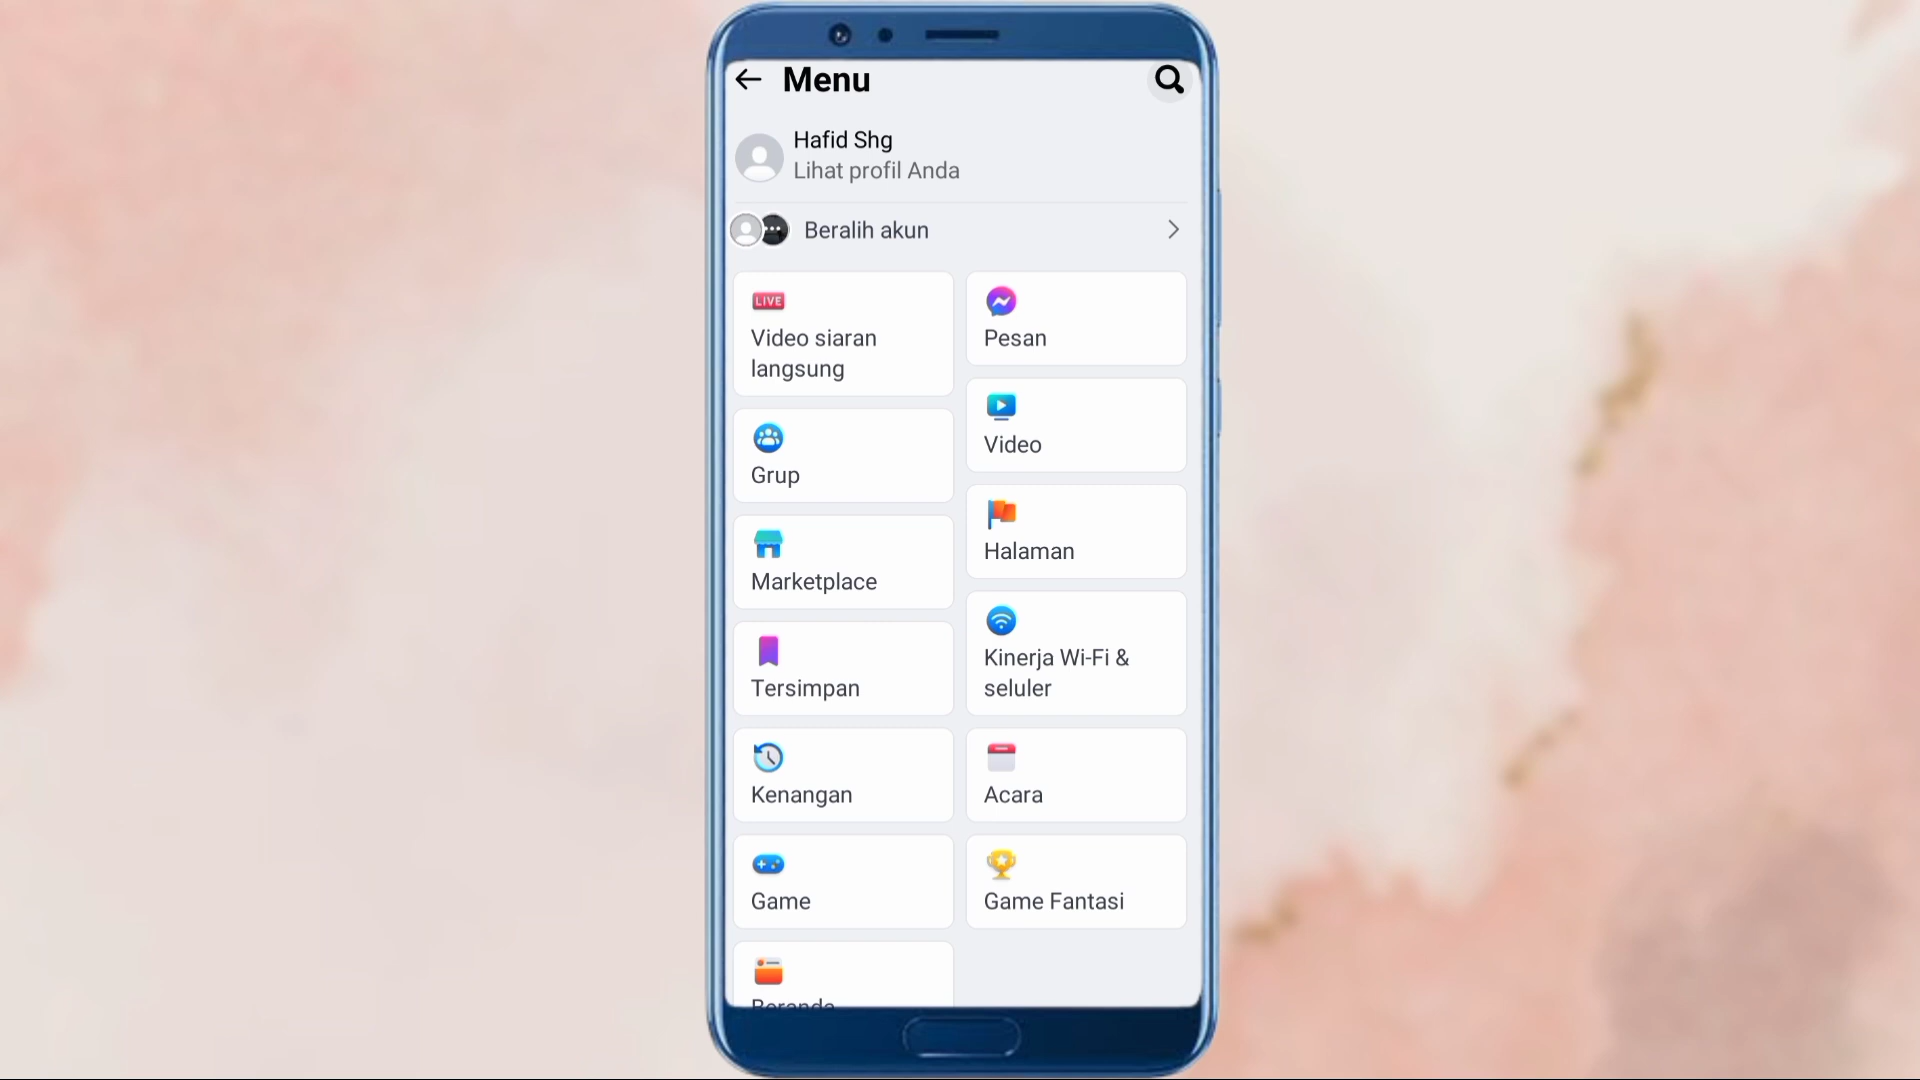 Menu
Hafid Shg
Lihat profil Anda
Beralih akun
LIVE
Video siaran
langsung
Pesan
Video
Grup
Halaman
Marketplace
Kinerja Wi-Fi &
seluler
Tersimpan
Kenangan
Acara
Game
Game Fantasi
Beranda